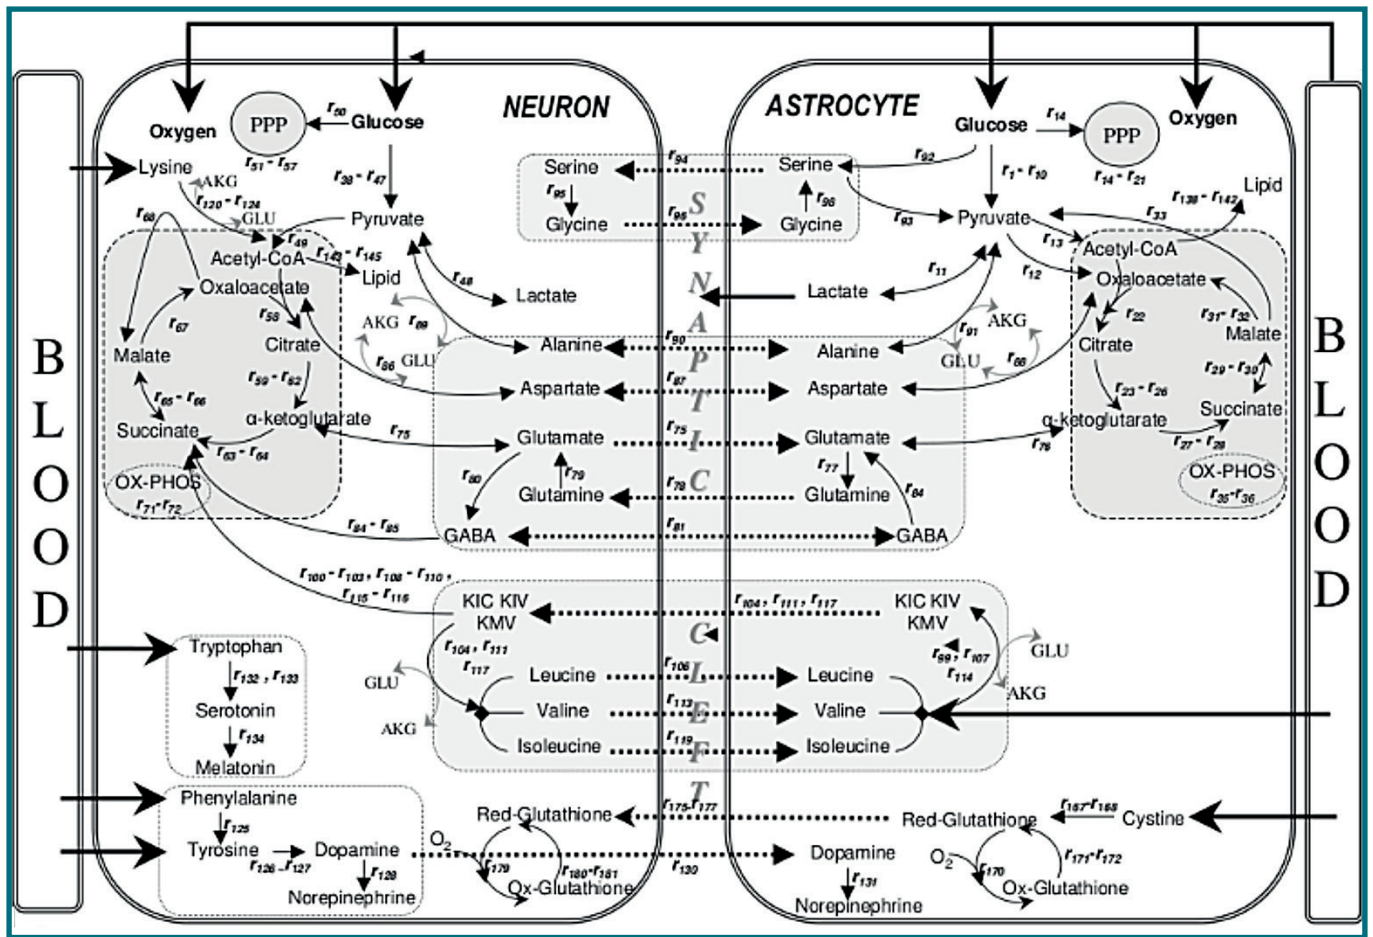 NEURON
ASTROCYTE
BLOOD
BLOOD
SYNAPTIC
CLEFT
Oxygen
PPP
r50
Glucose
r51 - r57
Lysine
AKG
r120 - r124
GLU
r38 - r47
r68
Pyruvate
r49
Acetyl-CoA
r143 - r145
Lipid
Oxaloacetate
r58
r67
r48
Lactate
AKG
r89
GLU
r86
Malate
Citrate
r59 - r62
r65 - r66
α-ketoglutarate
Succinate
r63 - r64
r75
OX-PHOS
r71-r72
Serine
r95
Glycine
r94
r96
Serine
r98
Glycine
Alanine
r90
Alanine
Aspartate
r87
Aspartate
Glutamate
r75
Glutamate
r80
r79
r77
r84
Glutamine
r78
Glutamine
GABA
r81
GABA
r84 - r85
Glucose
r14
PPP
Oxygen
r14 - r21
r92
r1 - r10
r93
Pyruvate
r13
r138 - r142
Lipid
r33
Acetyl-CoA
r12
r11
Lactate
Oxaloacetate
r22
r31 - r32
Malate
r91
AKG
GLU
r88
Citrate
r29 - r30
r23 - r26
Succinate
α-ketoglutarate
r76
r27 - r28
OX-PHOS
r35-r36
r100 - r103, r108 - r110,
r115 - r116
KIC KIV
KMV
r104, r111, r117
KIC KIV
KMV
r104, r111
r117
r99, r107
r114
GLU
AKG
GLU
AKG
Leucine
r106
Leucine
Valine
r113
Valine
Isoleucine
r119
Isoleucine
Tryptophan
r132, r133
Serotonin
r134
Melatonin
Phenylalanine
r125
Tyrosine
r126 - r127
Dopamine
r128
Norepinephrine
O2
Red-Glutathione
r179
r180-r181
Ox-Glutathione
r175-r177
r130
Dopamine
r131
Norepinephrine
Red-Glutathione
r167-r168
Cystine
O2
r170
r171-r172
Ox-Glutathione